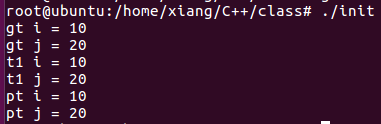 root@ubuntu:/home/xiang/C++/class# ./init
gt i = 10
gt j = 20
t1 i = 10
t1 j = 20
pt i = 10
pt j = 20